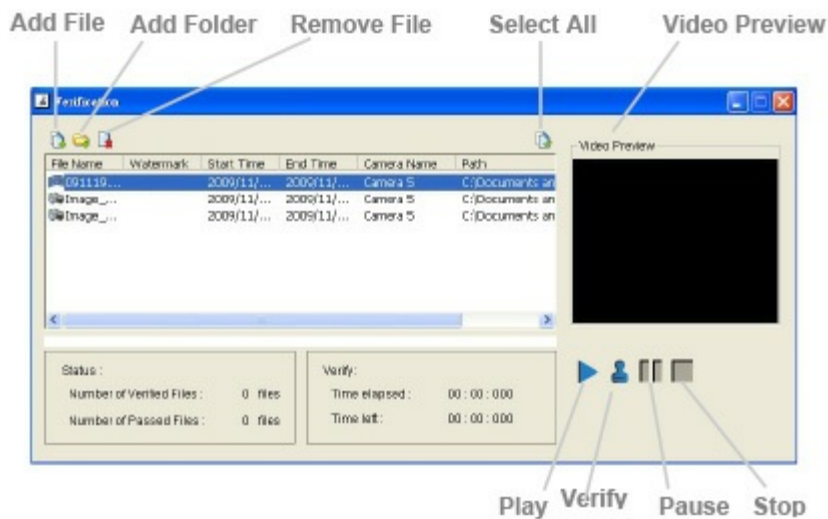 Add File Add Folder Remove File Select All Video Preview
Verification
Video Preview
File Name Watermark Start Time End Time Camera Name Path
091119... 2009/11/... 2009/11/... Camera 5 C:\Documents an
Image_... 2009/11/... 2009/11/... Camera 5 C:\Documents an
Image_... 2009/11/... 2009/11/... Camera 5 C:\Documents an
Status :
Number of Verified Files : 0 files
Number of Passed Files : 0 files
Verify:
Time elapsed : 00 : 00 : 000
Time left : 00 : 00 : 000
Play Verify Pause Stop